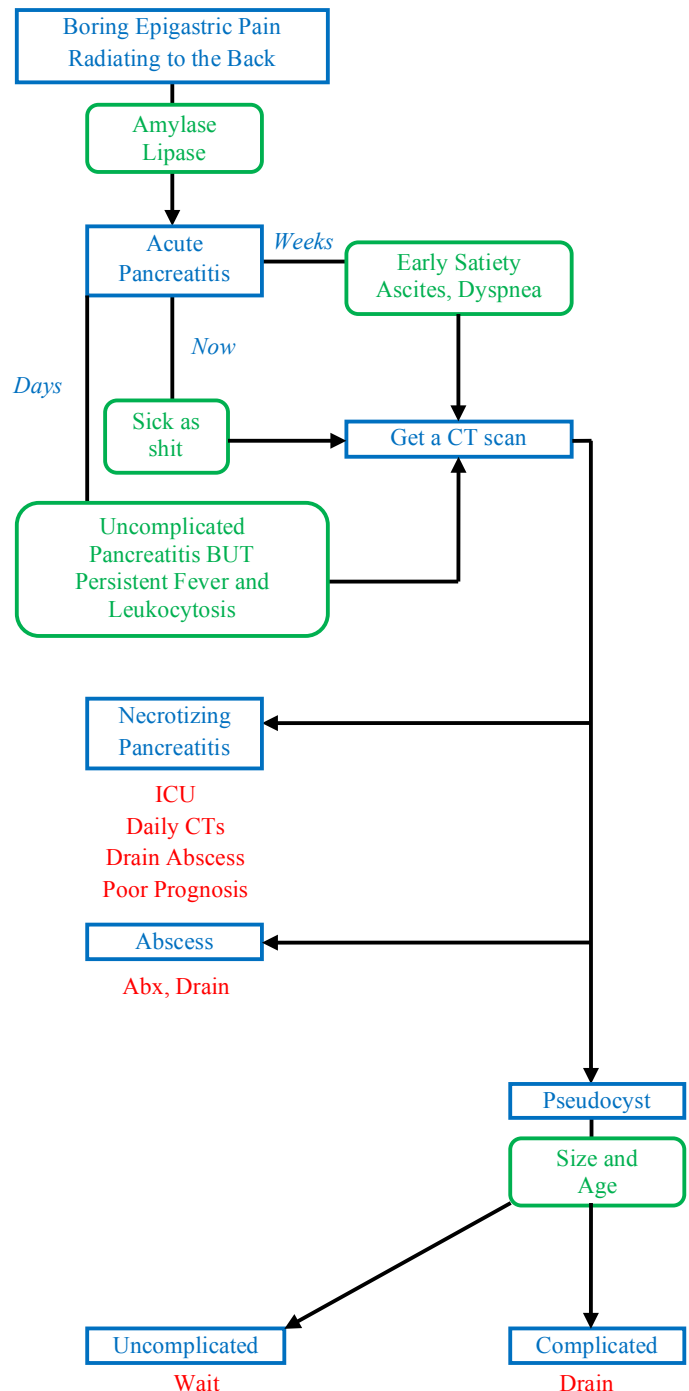 Boring Epigastric Pain
Radiating to the Back
Amylase
Lipase
Acute
Pancreatitis
Weeks
Early Satiety
Ascites, Dyspnea
Now
Days
Sick as
shit
Get a CT scan
Uncomplicated
Pancreatitis BUT
Persistent Fever and
Leukocytosis
Necrotizing
Pancreatitis
ICU
Daily CTs
Drain Abscess
Poor Prognosis
Abscess
Abx, Drain
Pseudocyst
Size and
Age
Uncomplicated
Wait
Complicated
Drain